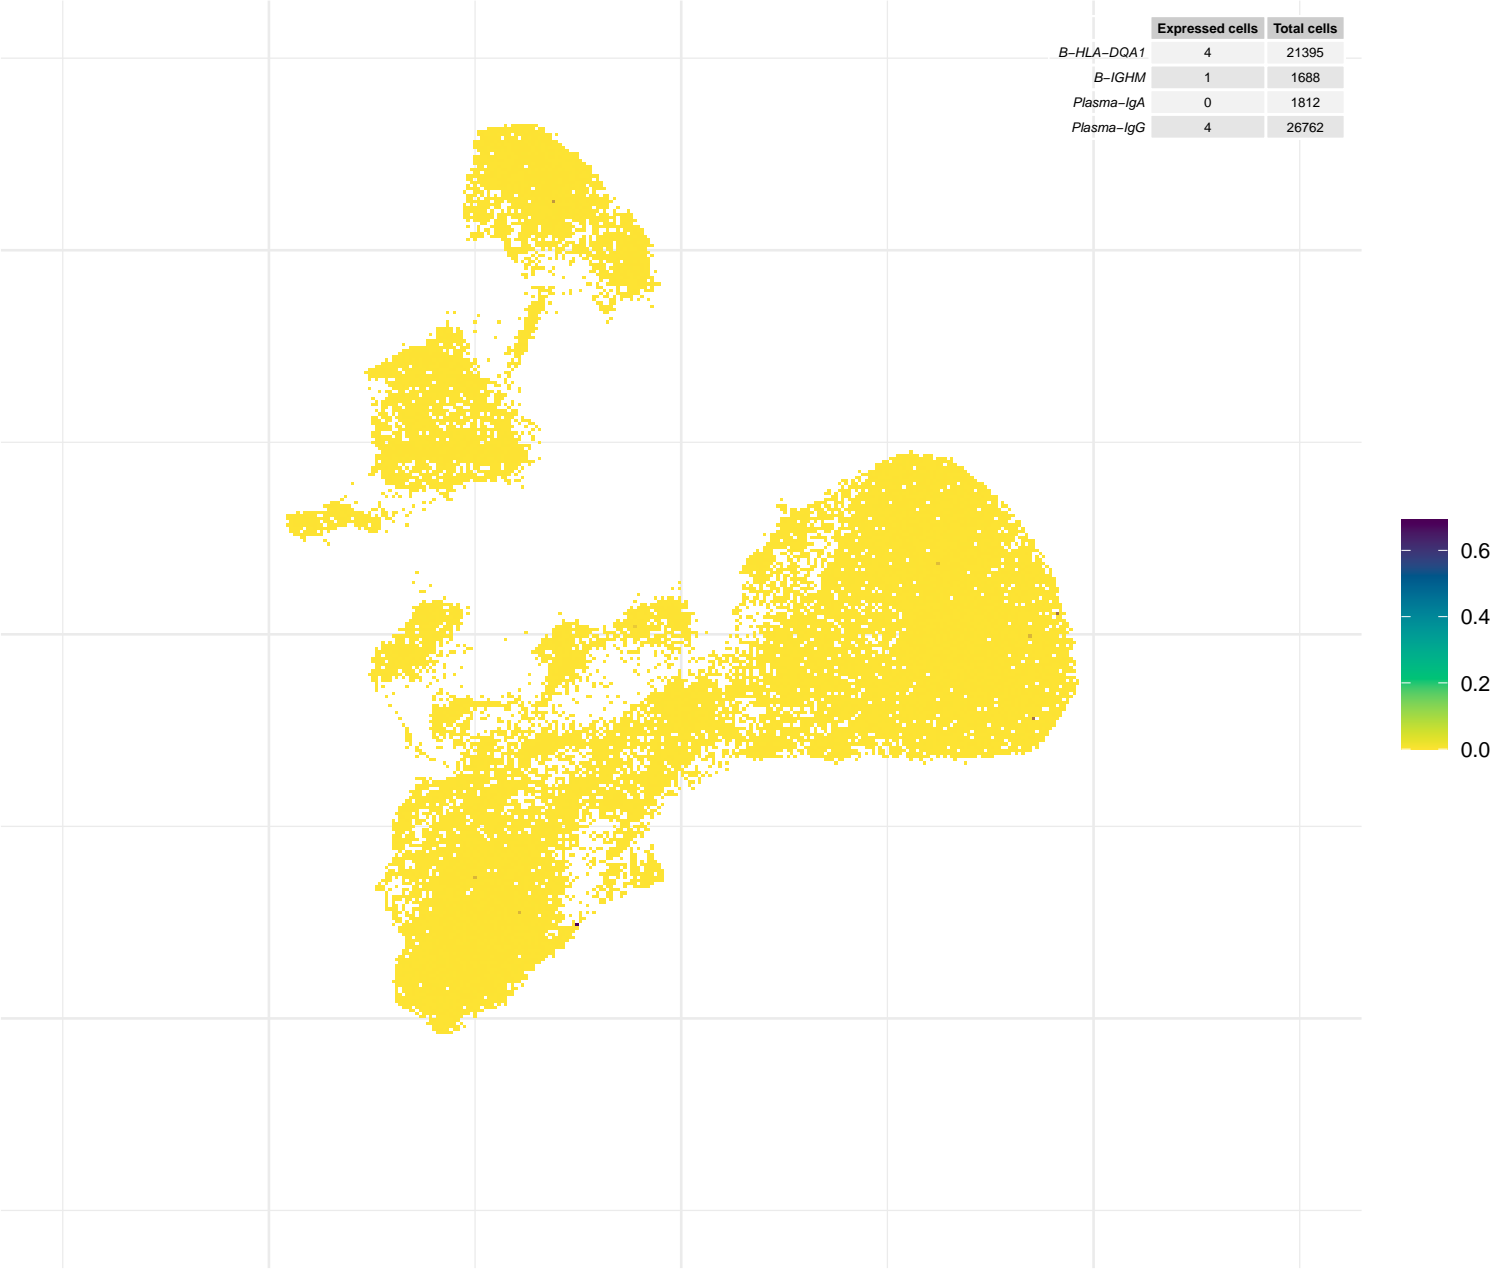 Expressed cells Total cells
B−HLA−DQA1 4 21395
B−IGHM 1 1688
Plasma−IgA 0 1812
Plasma−IgG 4 26762
0.6
0.4
0.2
0.0